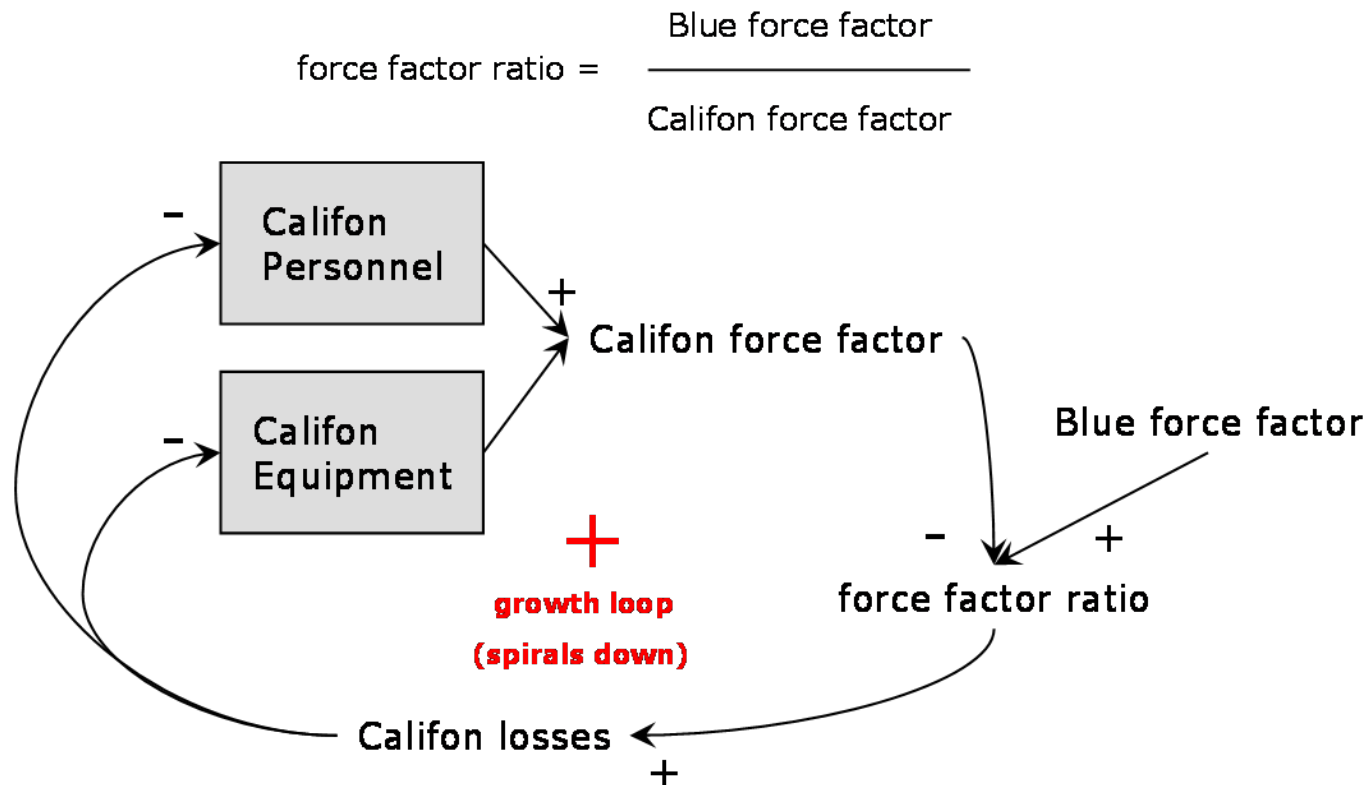 Blue force factor
force factor ratio =
Califon force factor
-
Califon
Personnel
+
Califon force factor
-
Califon
Equipment
Blue force factor
+
growth loop
(spirals down)
-
+
force factor ratio
Califon losses
+